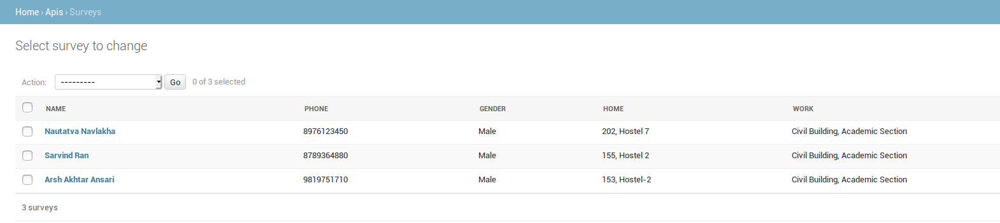 Home › Apis › Surveys
Select survey to change
Action: --------- Go 0 of 3 selected
NAME PHONE GENDER HOME WORK
Nautatva Navlakha 8976123450 Male 202, Hostel 7 Civil Building, Academic Section
Sarvind Ran 8789364880 Male 155, Hostel 2 Civil Building, Academic Section
Arsh Akhtar Ansari 9819751710 Male 153, Hostel-2 Civil Building, Academic Section
3 surveys